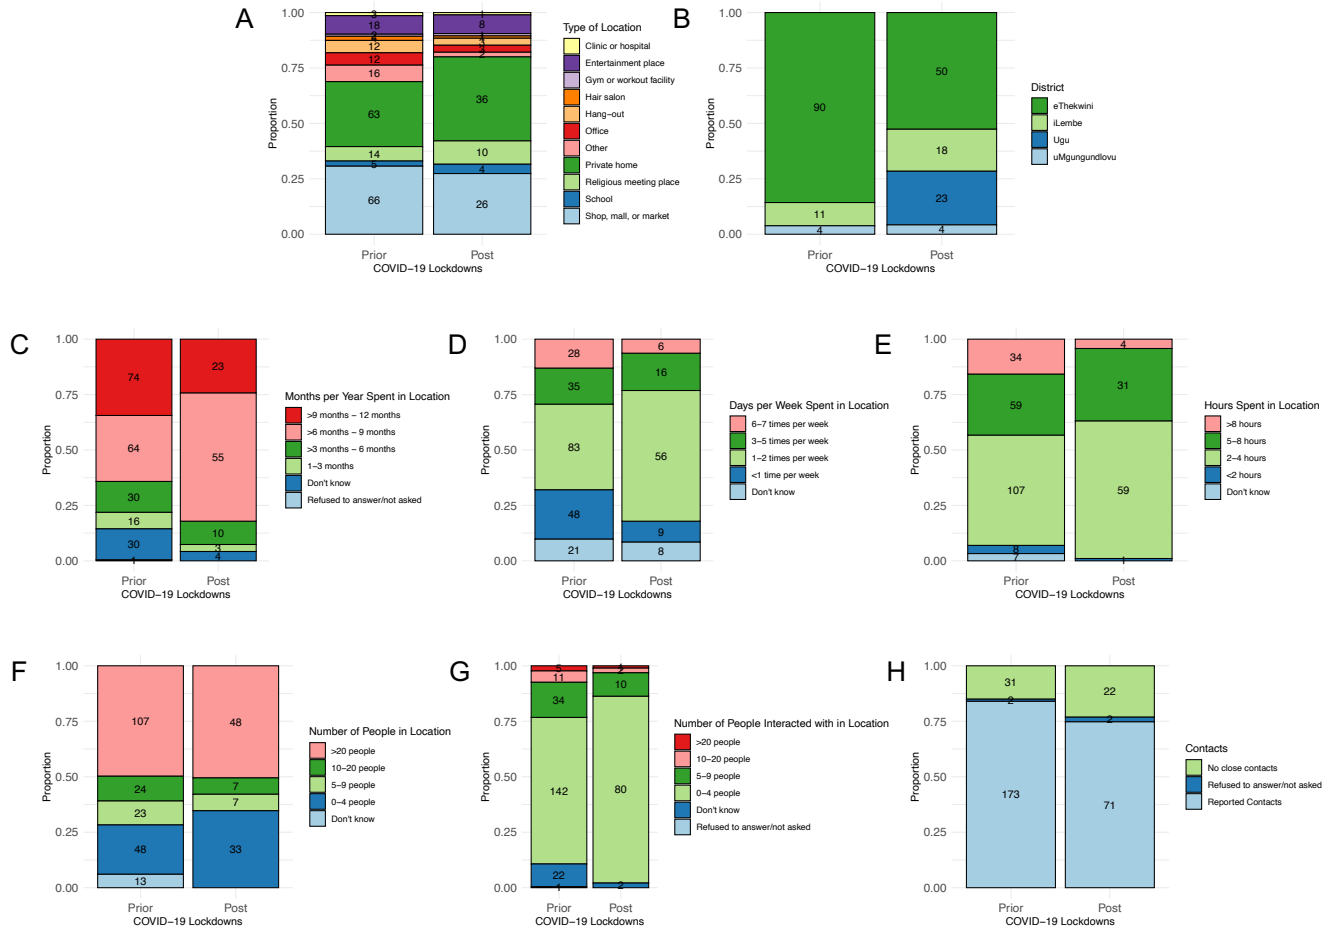 A
1.00
0.75
0.50
0.25
0.00
Proportion
3
18
12
12
16
63
14
5
66
1
8
2
36
10
4
26
Prior
Post
COVID−19 Lockdowns
Type of Location
Clinic or hospital
Entertainment place
Gym or workout facility
Hair salon
Hang−out
Office
Other
Private home
Religious meeting place
School
Shop, mall, or market
B
1.00
0.75
0.50
0.25
0.00
Proportion
90
11
4
50
18
23
4
Prior
Post
COVID−19 Lockdowns
District
eThekwini
iLembe
Ugu
uMgungundlovu
C
1.00
0.75
0.50
0.25
0.00
Proportion
74
64
30
16
30
1
23
55
10
3
4
Prior
Post
COVID−19 Lockdowns
Months per Year Spent in Location
>9 months − 12 months
>6 months − 9 months
>3 months − 6 months
1−3 months
Don't know
Refused to answer/not asked
D
1.00
0.75
0.50
0.25
0.00
Proportion
28
35
83
48
21
6
16
56
9
8
Prior
Post
COVID−19 Lockdowns
Days per Week Spent in Location
6−7 times per week
3−5 times per week
1−2 times per week
<1 time per week
Don't know
E
1.00
0.75
0.50
0.25
0.00
Proportion
34
59
107
8
7
4
31
59
1
Prior
Post
COVID−19 Lockdowns
Hours Spent in Location
>8 hours
5−8 hours
2−4 hours
<2 hours
Don't know
F
1.00
0.75
0.50
0.25
0.00
Proportion
107
24
23
48
13
48
7
7
33
Prior
Post
COVID−19 Lockdowns
Number of People in Location
>20 people
10−20 people
5−9 people
0−4 people
Don't know
G
1.00
0.75
0.50
0.25
0.00
Proportion
5
11
34
142
22
1
1
2
10
80
2
Prior
Post
COVID−19 Lockdowns
Number of People Interacted with in Location
>20 people
10−20 people
5−9 people
0−4 people
Don't know
Refused to answer/not asked
H
1.00
0.75
0.50
0.25
0.00
Proportion
31
2
173
22
2
71
Prior
Post
COVID−19 Lockdowns
Contacts
No close contacts
Refused to answer/not asked
Reported Contacts